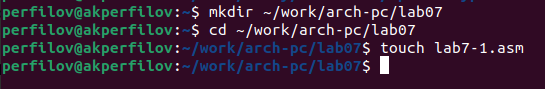 perfilov@akperfilov:~$ mkdir ~/work/arch-pc/lab07
perfilov@akperfilov:~$ cd ~/work/arch-pc/lab07
perfilov@akperfilov:~/work/arch-pc/lab07$ touch lab7-1.asm
perfilov@akperfilov:~/work/arch-pc/lab07$